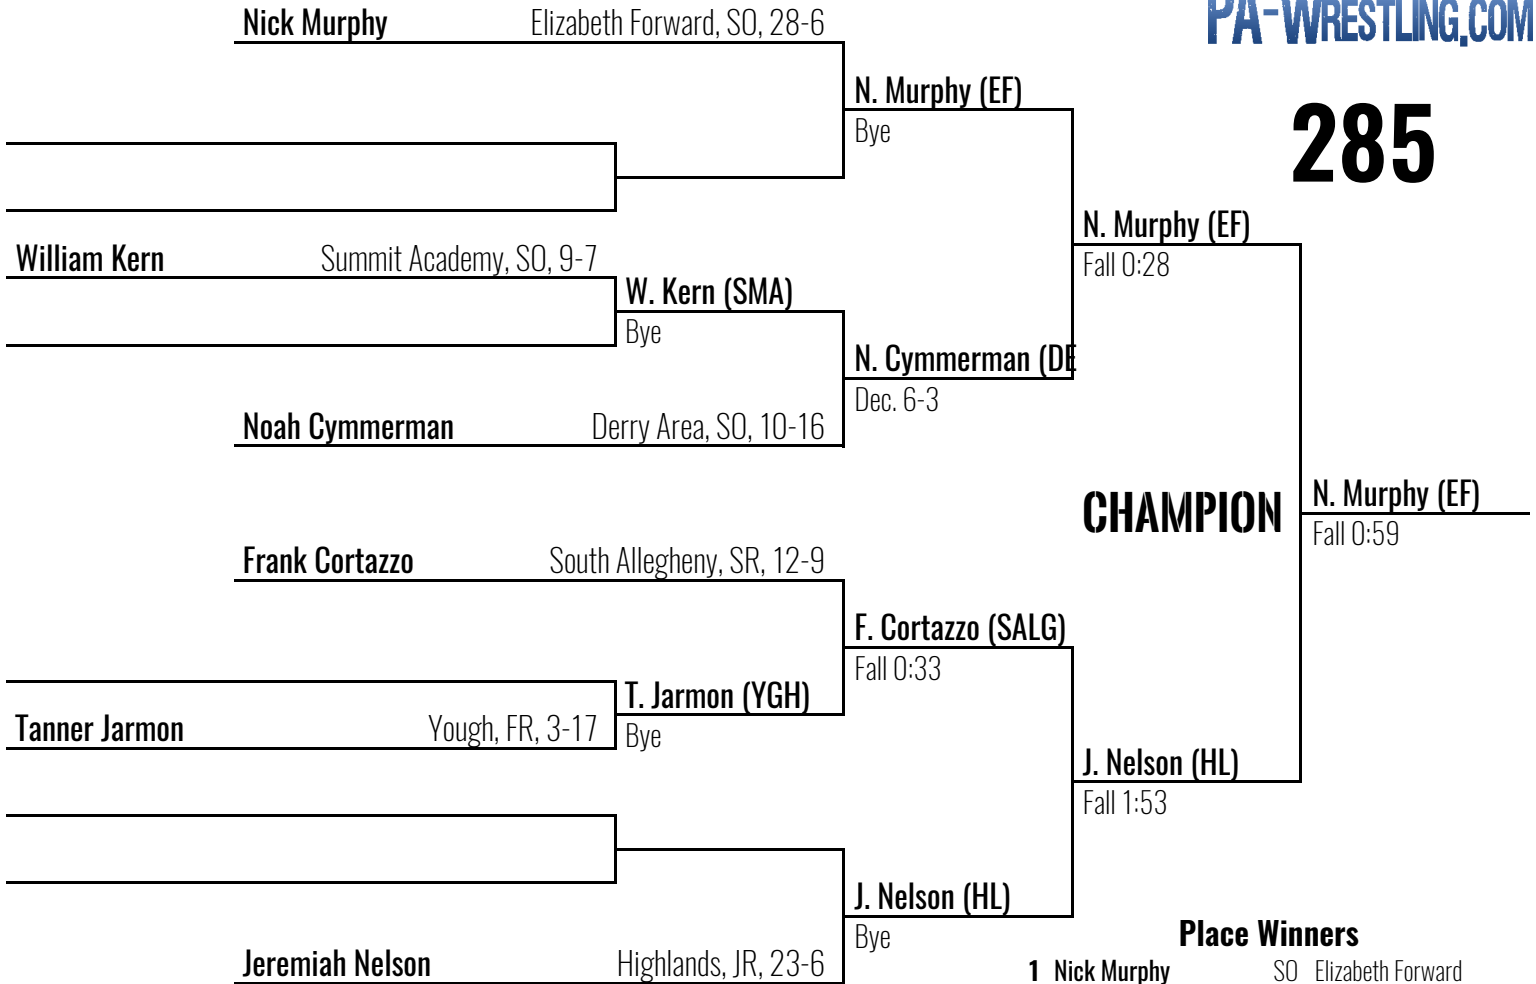 PA-WRESTLING.COM
Nick Murphy Elizabeth Forward, SO, 28-6
N. Murphy (EF)
Bye
285
N. Murphy (EF)
Fall 0:28
William Kern Summit Academy, SO, 9-7
W. Kern (SMA)
Bye
N. Cymmerman (DE
Dec. 6-3
Noah Cymmerman Derry Area, SO, 10-16
CHAMPION
N. Murphy (EF)
Fall 0:59
Frank Cortazzo South Allegheny, SR, 12-9
F. Cortazzo (SALG)
Fall 0:33
T. Jarmon (YGH)
Tanner Jarmon Yough, FR, 3-17
Bye
J. Nelson (HL)
Fall 1:53
J. Nelson (HL)
Bye
Jeremiah Nelson Highlands, JR, 23-6
Place Winners
1 Nick Murphy SO Elizabeth Forward